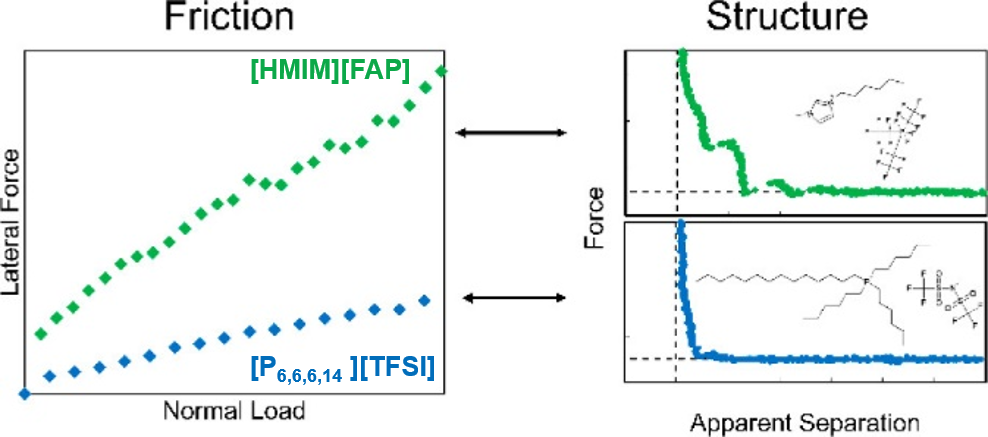 Friction
Structure
[HMIM][FAP]
[P6,6,6,14 ][TFSI]
Lateral Force
Normal Load
Force
Apparent Separation